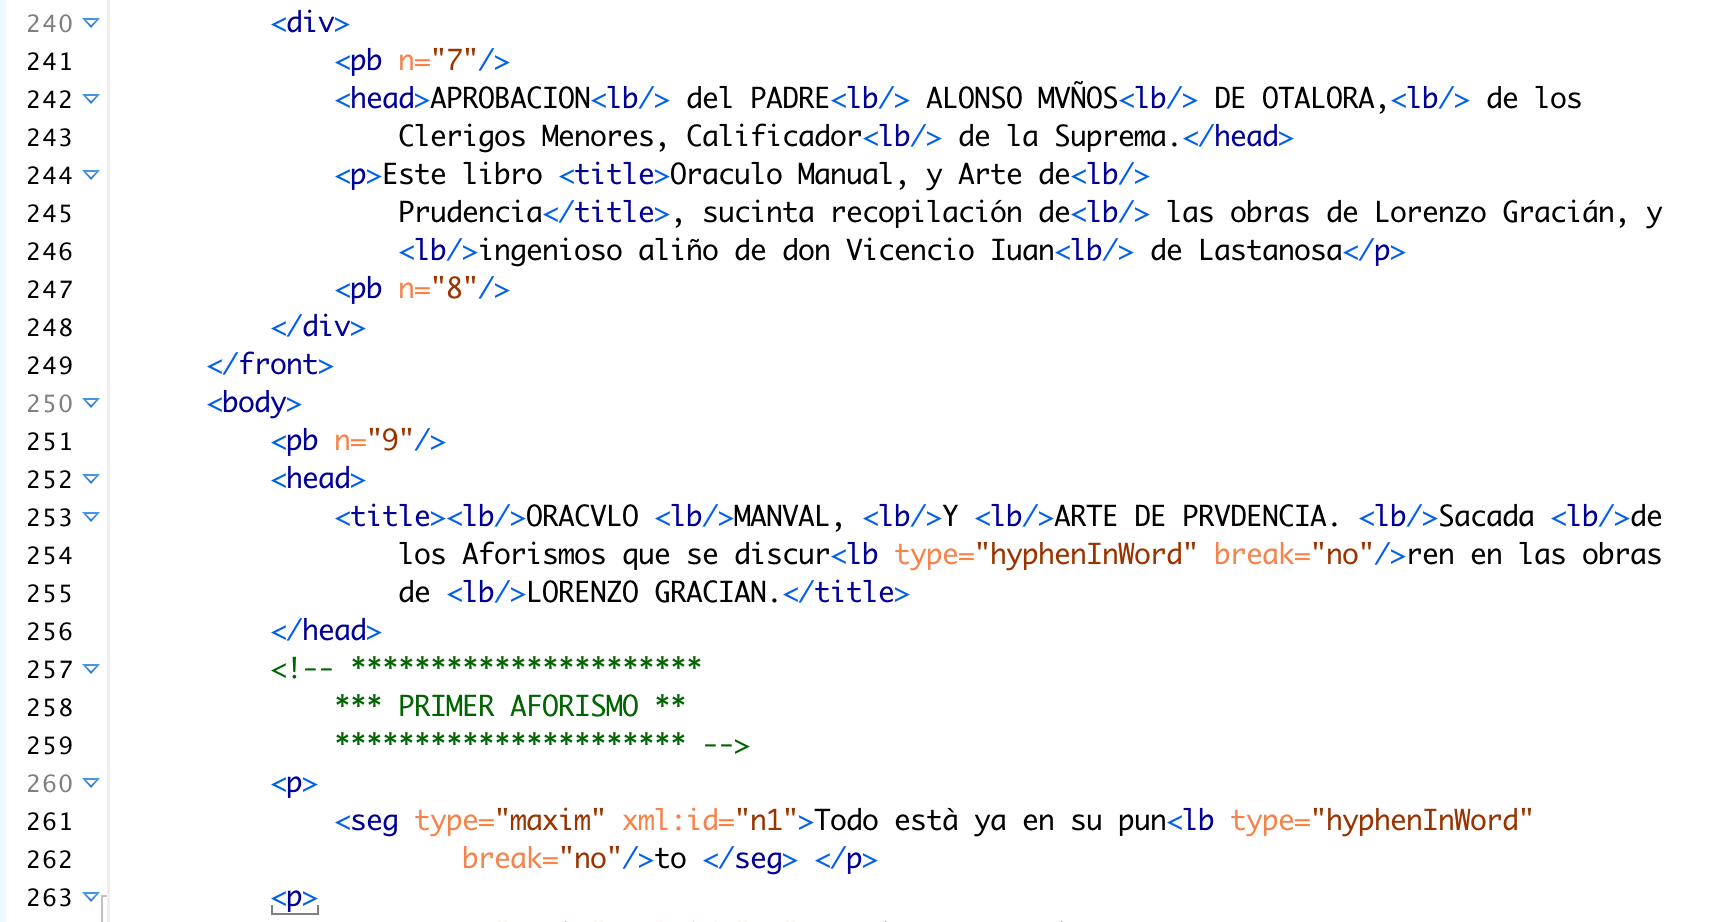 240 <div>
241 <pb n="7"/>
242 <head>APROBACION<lb/> del PADRE<lb/> ALONSO MVÑOS<lb/> DE OTALORA,<lb/> de los
243 Clerigos Menores, Calificador<lb/> de la Suprema.</head>
244 <p>Este libro <title>Oraculo Manual, y Arte de<lb/>
245 Prudencia</title>, sucinta recopilación de<lb/> las obras de Lorenzo Gracián, y
246 <lb/>ingenioso aliño de don Vicencio Iuan<lb/> de Lastanosa</p>
247 <pb n="8"/>
248 </div>
249 </front>
250 <body>
251 <pb n="9"/>
252 <head>
253 <title><lb/>ORACVLO <lb/>MANVAL, <lb/>Y <lb/>ARTE DE PRVDENCIA. <lb/>Sacada <lb/>de
254 los Aforismos que se discur<lb type="hyphenInWord" break="no"/>ren en las obras
255 de <lb/>LORENZO GRACIAN.</title>
256 </head>
257 <!-- **********************
258 *** PRIMER AFORISMO **
259 ********************** -->
260 <p>
261 <seg type="maxim" xml:id="n1">Todo està ya en su pun<lb type="hyphenInWord"
262 break="no"/>to </seg> </p>
263 <p>